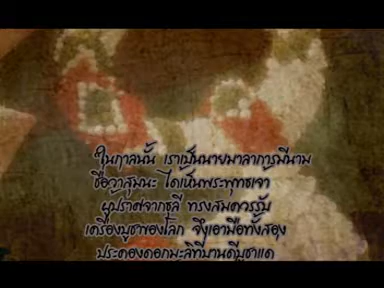 ในกาลนั้น เราเป็นนายมาลาการมีนาม
ชื่อว่าสุมนะ ได้เห็นพระพุทธเจ้า
ผู้ปราศจากธุลี ทรงสมควรรับ
เครื่องบูชาของโลก จึงเอามือทั้งสอง
ประคองดอกมะลิที่บานดีบูชาแด่